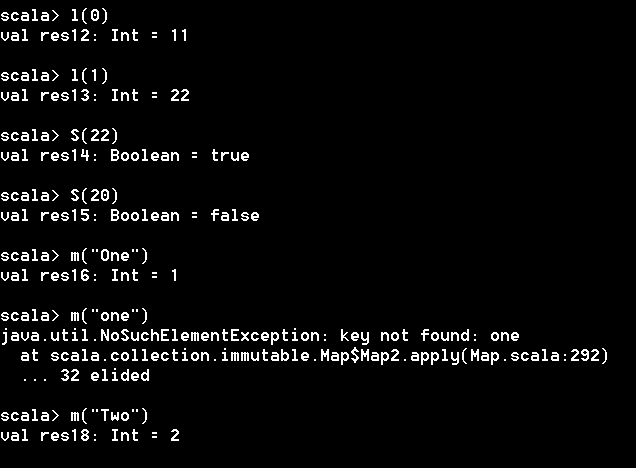 scala> l(0)
val res12: Int = 11
scala> l(1)
val res13: Int = 22
scala> S(22)
val res14: Boolean = true
scala> S(20)
val res15: Boolean = false
scala> m("One")
val res16: Int = 1
scala> m("one")
java.util.NoSuchElementException: key not found: one
  at scala.collection.immutable.Map$Map2.apply(Map.scala:292)
  ... 32 elided
scala> m("Two")
val res18: Int = 2